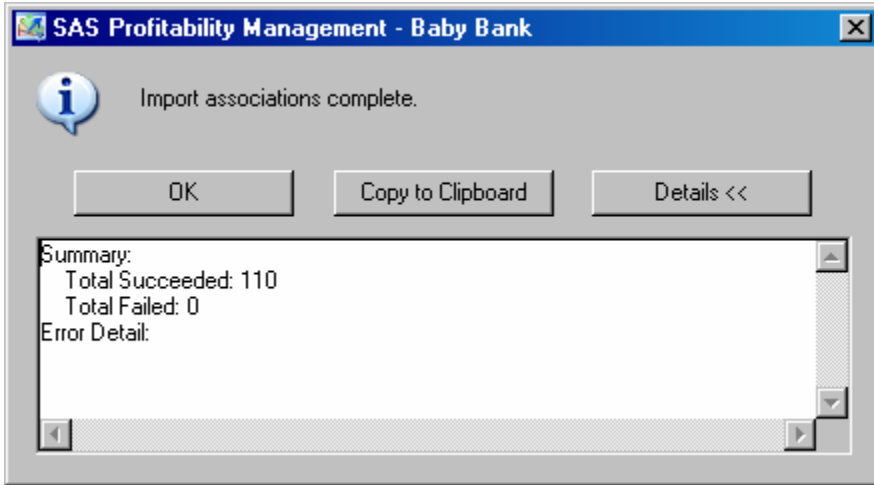 SAS Profitability Management - Baby Bank
Import associations complete.
OK
Copy to Clipboard
Details <<
Summary:
Total Succeeded: 110
Total Failed: 0
Error Detail: